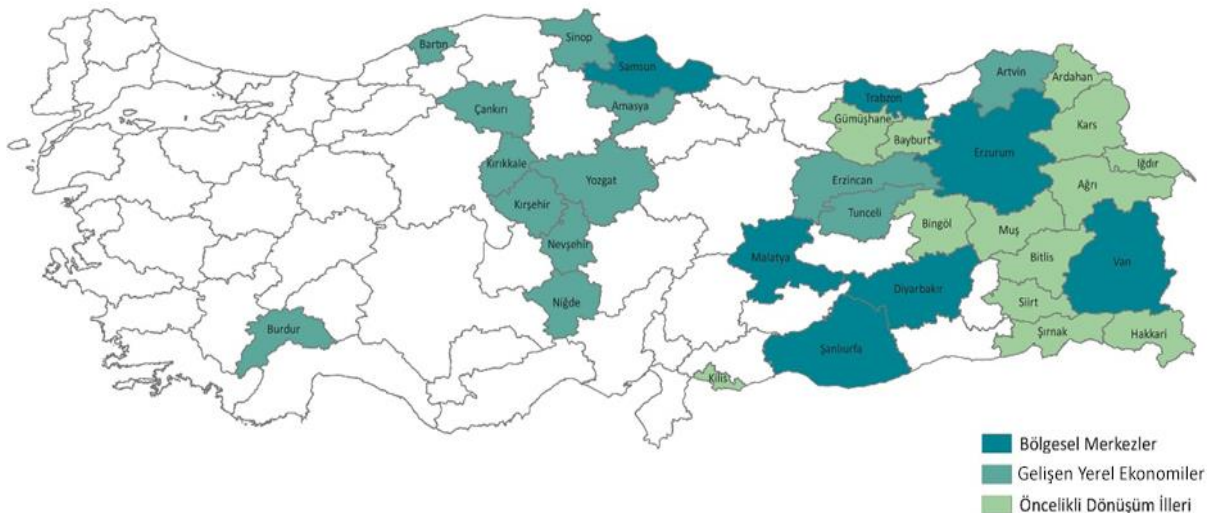 Bartın
Sinop
Samsun
Çankırı
Amasya
Trabzon
Artvin
Ardahan
Gümüşhane
Bayburt
Kars
Erzurum
Iğdır
Kırıkkale
Yozgat
Erzincan
Ağrı
Kırşehir
Tunceli
Bingöl
Muş
Nevşehir
Malatya
Bitlis
Van
Diyarbakır
Niğde
Siirt
Burdur
Şırnak
Hakkari
Şanlıurfa
Kilis
Bölgesel Merkezler
Gelişen Yerel Ekonomiler
Öncelikli Dönüşüm İlleri